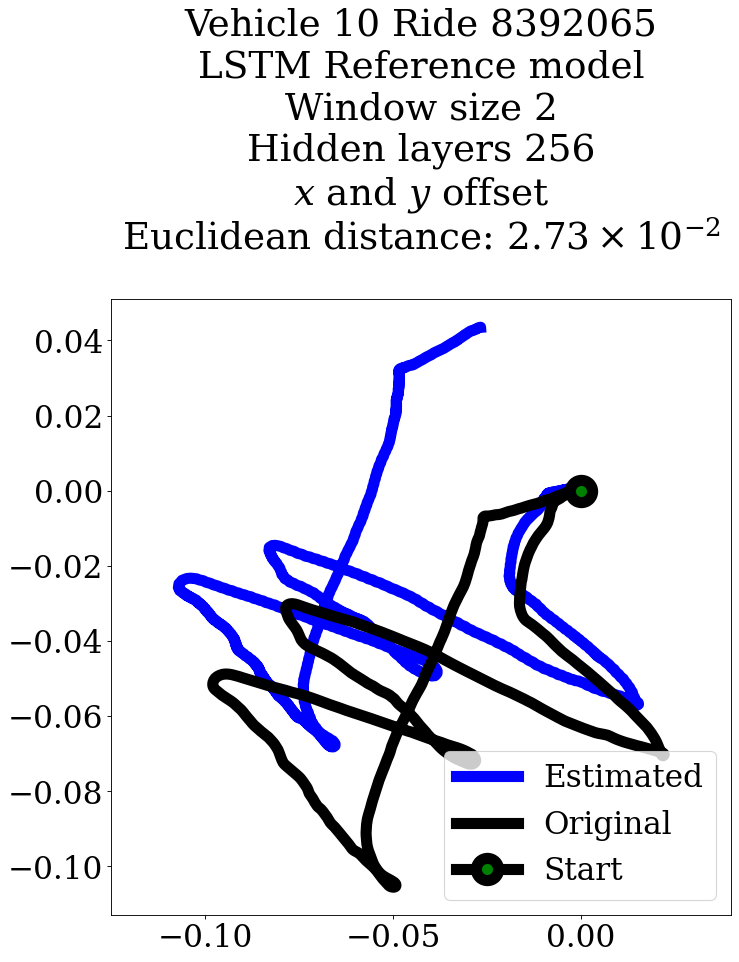 Vehicle 10 Ride 8392065
LSTM Reference model
Window size 2
Hidden layers 256
x and y offset
Euclidean distance: 2.73 × 10⁻²
0.04
0.02
0.00
−0.02
−0.04
−0.06
−0.08
−0.10
Estimated
Original
Start
−0.10 −0.05 0.00